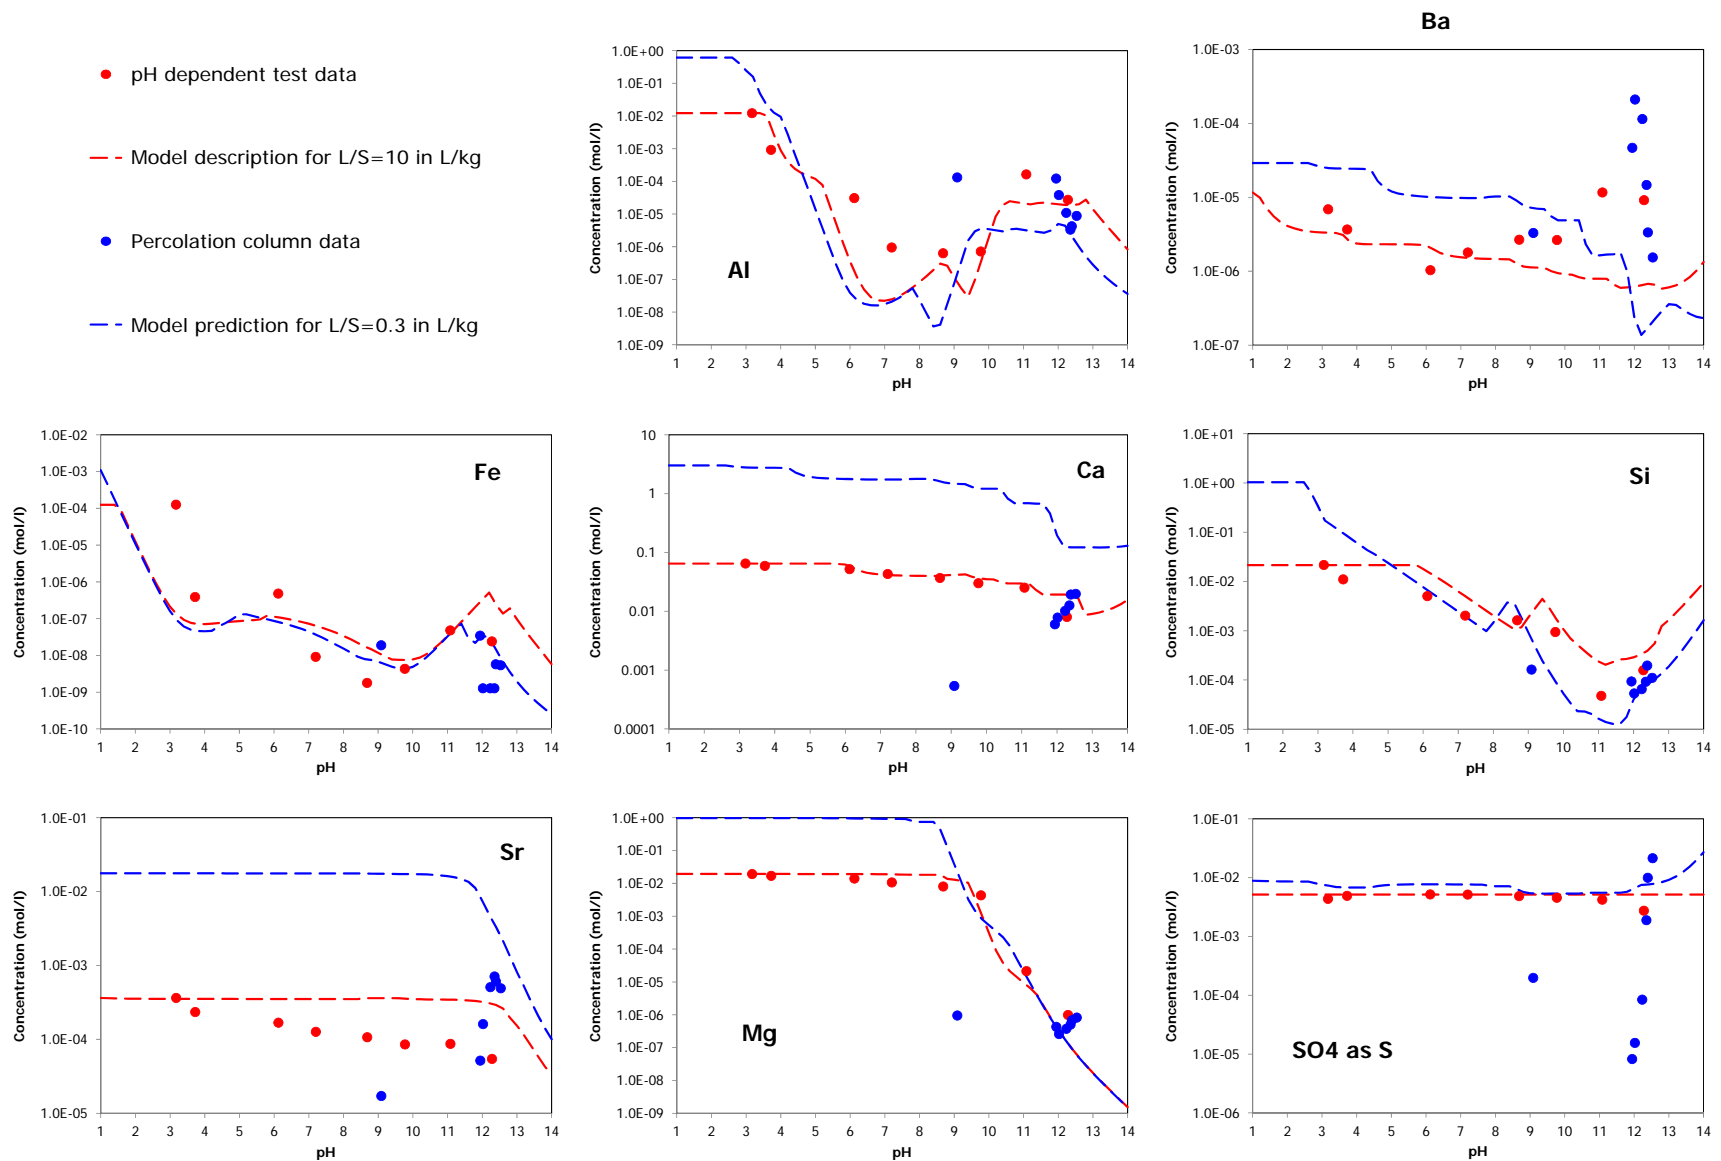 pH dependent test data
Model description for L/S=10 in L/kg
Percolation column data
Model prediction for L/S=0.3 in L/kg
1.0E+00
1.0E-01
1.0E-02
1.0E-03
1.0E-04
1.0E-05
1.0E-06
1.0E-07
1.0E-08
1.0E-09
Concentration (mol/l)
Al
1 2 3 4 5 6 7 8 9 10 11 12 13 14
pH
Ba
1.0E-03
1.0E-04
1.0E-05
1.0E-06
1.0E-07
Concentration (mol/l)
1 2 3 4 5 6 7 8 9 10 11 12 13 14
pH
1.0E-02
1.0E-03
1.0E-04
1.0E-05
1.0E-06
1.0E-07
1.0E-08
1.0E-09
1.0E-10
Concentration (mol/l)
Fe
1 2 3 4 5 6 7 8 9 10 11 12 13 14
pH
10
1
0.1
0.01
0.001
0.0001
Concentration (mol/l)
Ca
1 2 3 4 5 6 7 8 9 10 11 12 13 14
pH
1.0E+01
1.0E+00
1.0E-01
1.0E-02
1.0E-03
1.0E-04
1.0E-05
Concentration (mol/l)
Si
1 2 3 4 5 6 7 8 9 10 11 12 13 14
pH
1.0E-01
1.0E-02
1.0E-03
1.0E-04
1.0E-05
Concentration (mol/l)
Sr
1 2 3 4 5 6 7 8 9 10 11 12 13 14
pH
1.0E+00
1.0E-01
1.0E-02
1.0E-03
1.0E-04
1.0E-05
1.0E-06
1.0E-07
1.0E-08
1.0E-09
Concentration (mol/l)
Mg
1 2 3 4 5 6 7 8 9 10 11 12 13 14
pH
1.0E-01
1.0E-02
1.0E-03
1.0E-04
1.0E-05
1.0E-06
Concentration (mol/l)
SO4 as S
1 2 3 4 5 6 7 8 9 10 11 12 13 14
pH